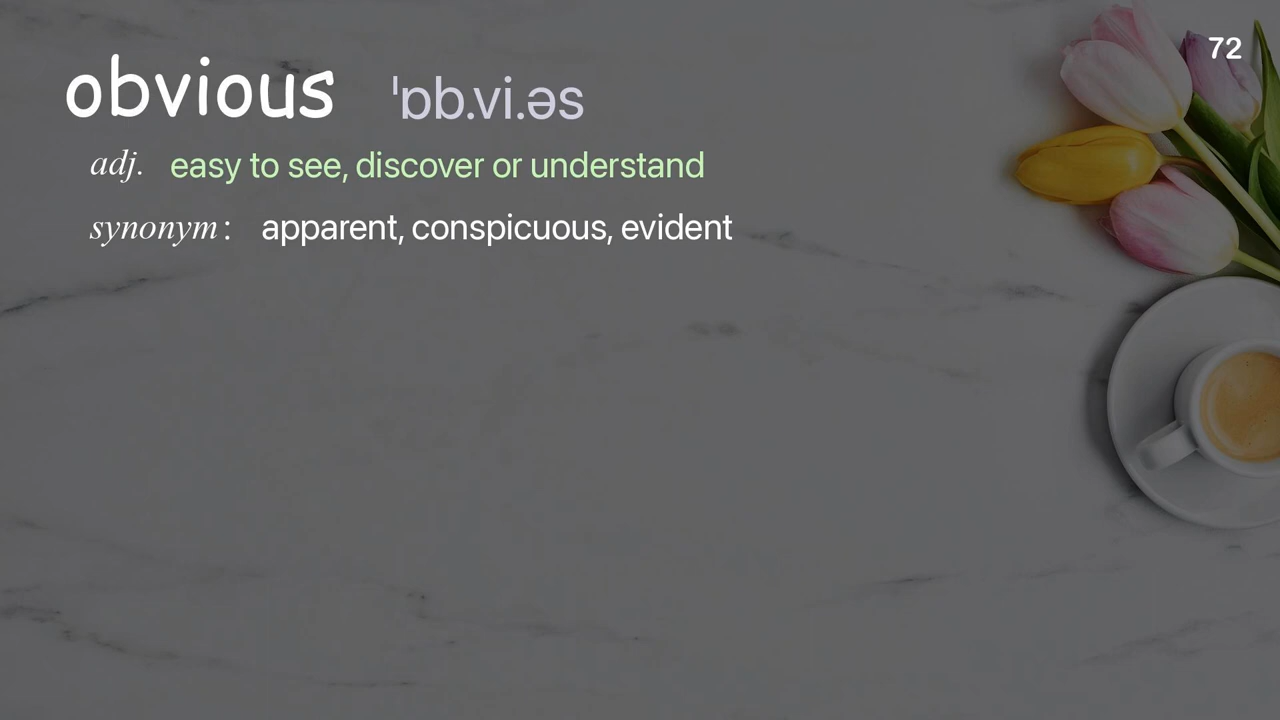 72
obvious ˈɒb.vi.əs
adj. easy to see, discover or understand
synonym: apparent, conspicuous, evident